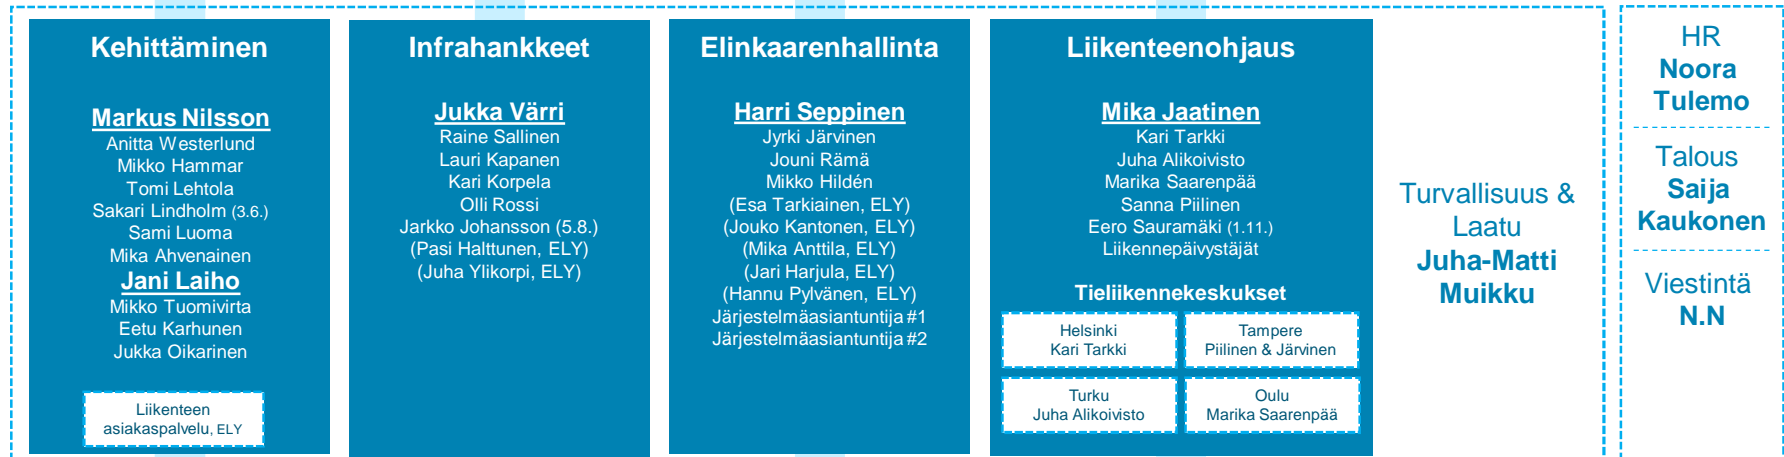 Kehittäminen
Markus Nilsson
Anitta Westerlund
Mikko Hammar
Tomi Lehtola
Sakari Lindholm (3.6.)
Sami Luoma
Mika Ahvenainen
Jani Laiho
Mikko Tuomivirta
Eetu Karhunen
Jukka Oikarinen
Liikenteen
asiakaspalvelu, ELY
Infrahankkeet
Jukka Värri
Raine Sallinen
Lauri Kapanen
Kari Korpela
Olli Rossi
Jarkko Johansson (5.8.)
(Pasi Halttunen, ELY)
(Juha Ylikorpi, ELY)
Elinkaarenhallinta
Harri Seppinen
Jyrki Järvinen
Jouni Rämä
Mikko Hildén
(Esa Tarkiainen, ELY)
(Jouko Kantonen, ELY)
(Mika Anttila, ELY)
(Jari Harjula, ELY)
(Hannu Pylvänen, ELY)
Järjestelmäasiantuntija #1
Järjestelmäasiantuntija #2
Liikenteenohjaus
Mika Jaatinen
Kari Tarkki
Juha Alikoivisto
Marika Saarenpää
Sanna Piilinen
Eero Sauramäki (1.11.)
Liikennepäivystäjät
Tieliikennekeskukset
Helsinki
Kari Tarkki
Tampere
Piilinen & Järvinen
Turku
Juha Alikoivisto
Oulu
Marika Saarenpää
Turvallisuus &
Laatu
Juha-Matti
Muikku
HR
Noora
Tulemo
Talous
Saija
Kaukonen
Viestintä
N.N